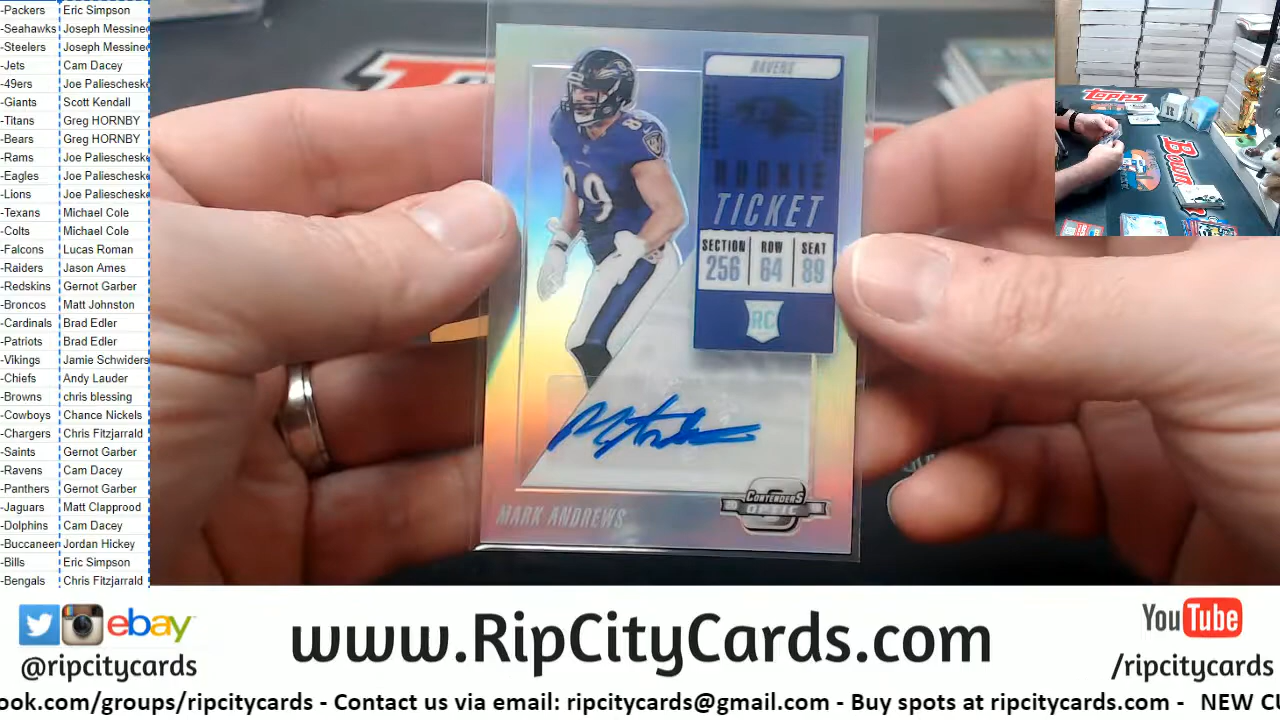 -Packers Eric Simpson
-Seahawks Joseph Messinec
-Steelers Joseph Messinec
-Jets Cam Dacey
-49ers Joe Paliescheske
-Giants Scott Kendall
-Titans Greg HORNBY
-Bears Greg HORNBY
-Rams Joe Paliescheske
-Eagles Joe Paliescheske
-Lions Joe Paliescheske
-Texans Michael Cole
-Colts Michael Cole
-Falcons Lucas Roman
-Raiders Jason Ames
-Redskins Gernot Garber
-Broncos Matt Johnston
-Cardinals Brad Edler
-Patriots Brad Edler
-Vikings Jamie Schwiders
-Chiefs Andy Lauder
-Browns chris blessing
-Cowboys Chance Nickels
-Chargers Chris Fitzjarrald
-Saints Gernot Garber
-Ravens Cam Dacey
-Panthers Gernot Garber
-Jaguars Matt Clapprood
-Dolphins Cam Dacey
-Buccaneer Jordan Hickey
-Bills Eric Simpson
-Bengals Chris Fitzjarrald
RAVENS
ROOKIE
TICKET
SECTION ROW SEAT
256 64 89
RC
89
MARK ANDREWS
CONTENDERS
OPTIC
Topps
ebay
@ripcitycards
www.RipCityCards.com
YouTube
/ripcitycards
ook.com/groups/ripcitycards - Contact us via email: ripcitycards@gmail.com - Buy spots at ripcitycards.com - NEW CU